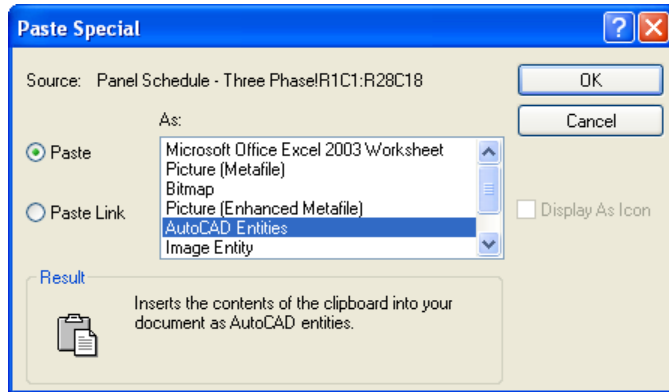 Paste Special
Source: Panel Schedule - Three Phase!R1C1:R28C18
OK
As:
Cancel
Paste
Microsoft Office Excel 2003 Worksheet
Picture (Metafile)
Bitmap
Paste Link
Picture (Enhanced Metafile)
Display As Icon
AutoCAD Entities
Image Entity
Result
Inserts the contents of the clipboard into your
document as AutoCAD entities.